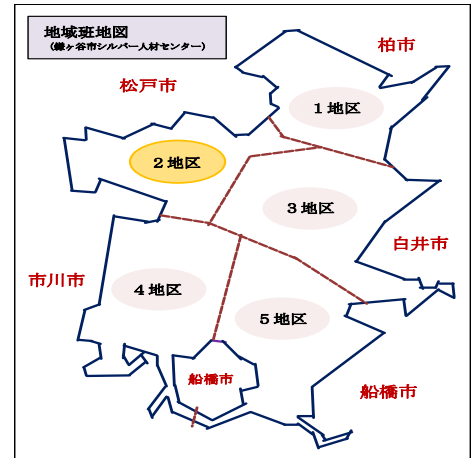 地域班地図
（鎌ヶ谷市シルバー人材センター）
柏市
松戸市
1地区
2地区
3地区
白井市
市川市
4地区
5地区
船橋市
船橋市